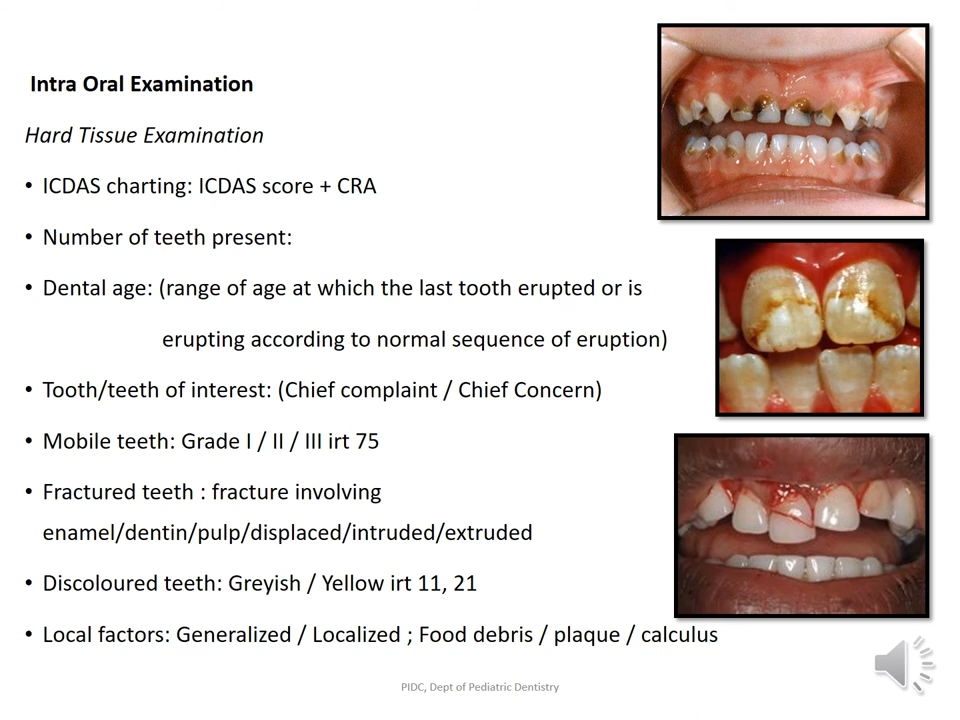 Intra Oral Examination
Hard Tissue Examination
• ICDAS charting: ICDAS score + CRA
• Number of teeth present:
• Dental age: (range of age at which the last tooth erupted or is
erupting according to normal sequence of eruption)
• Tooth/teeth of interest: (Chief complaint / Chief Concern)
• Mobile teeth: Grade I / II / III irt 75
• Fractured teeth : fracture involving
enamel/dentin/pulp/displaced/intruded/extruded
• Discoloured teeth: Greyish / Yellow irt 11, 21
• Local factors: Generalized / Localized ; Food debris / plaque / calculus
PIDC, Dept of Pediatric Dentistry